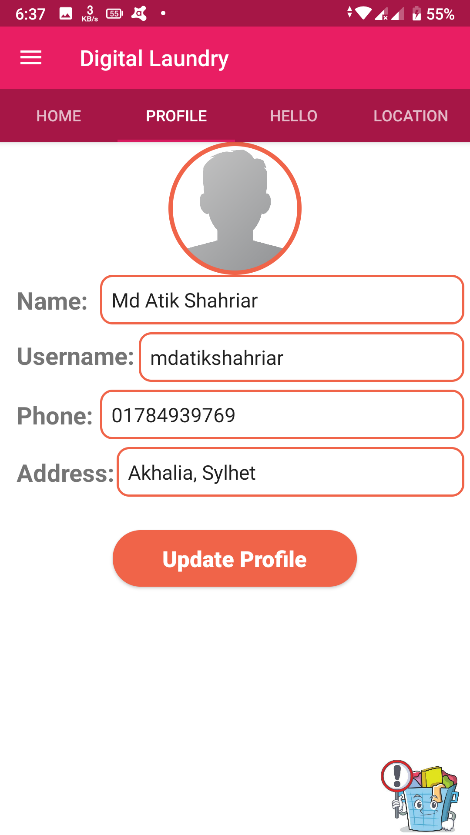 6:37 3 KB/s 55 55%
Digital Laundry
HOME PROFILE HELLO LOCATION
Name: Md Atik Shahriar
Username: mdatikshahriar
Phone: 01784939769
Address: Akhalia, Sylhet
Update Profile
!